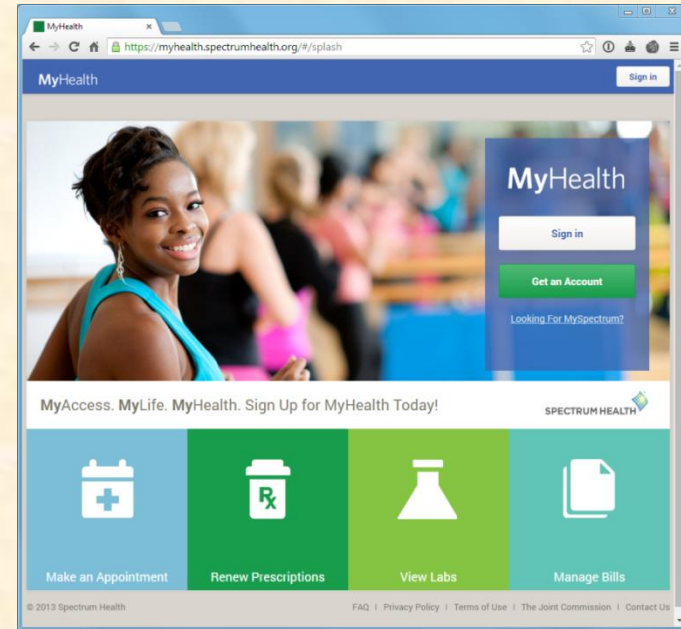 MyHealth
https://myhealth.spectrumhealth.org/#/splash
MyHealth
Sign in
MyHealth
Sign in
Get an Account
Looking For MySpectrum?
MyAccess. MyLife. MyHealth. Sign Up for MyHealth Today!
SPECTRUM HEALTH
Make an Appointment
Rx
Renew Prescriptions
View Labs
Manage Bills
© 2013 Spectrum Health
FAQ | Privacy Policy | Terms of Use | The Joint Commission | Contact Us